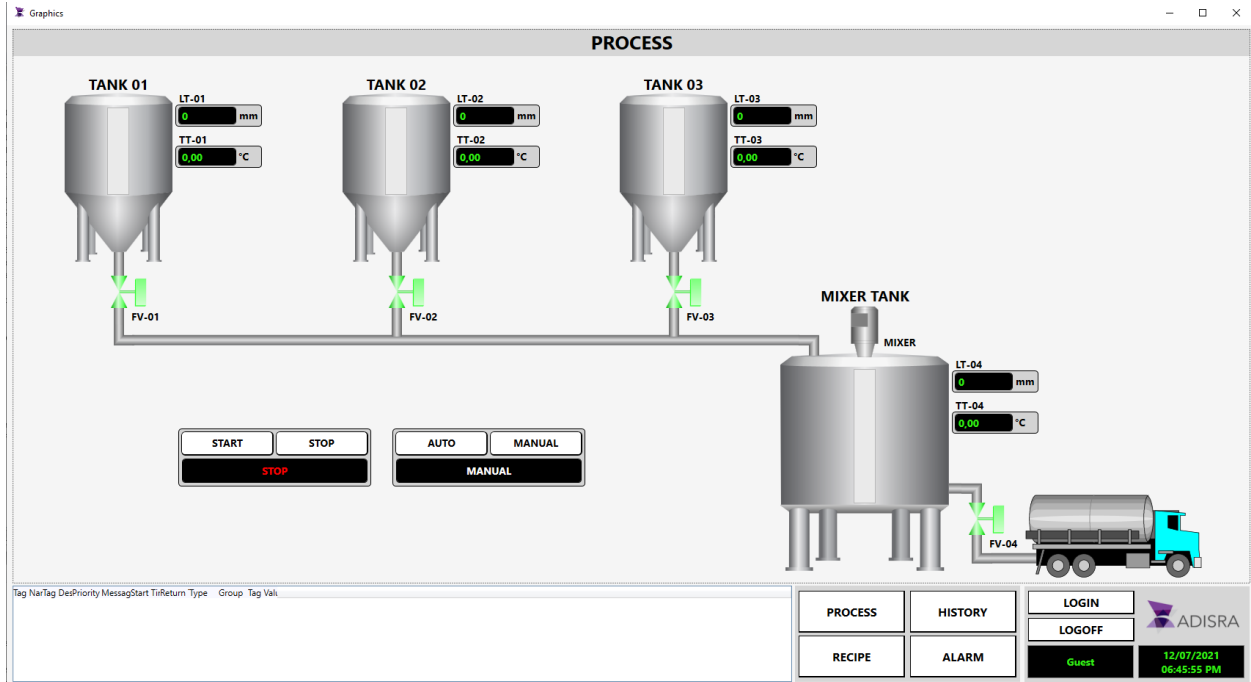 Graphics
PROCESS
TANK 01
LT-01
0 mm
TT-01
0,00 °C
FV-01
TANK 02
LT-02
0 mm
TT-02
0,00 °C
FV-02
TANK 03
LT-03
0 mm
TT-03
0,00 °C
FV-03
MIXER TANK
MIXER
LT-04
0 mm
TT-04
0,00 °C
FV-04
START STOP
STOP
AUTO MANUAL
MANUAL
Tag Nar Tag Des Priority Messag Start Tir Return Type Group Tag Valu
PROCESS HISTORY
RECIPE ALARM
LOGIN
LOGOFF
Guest
ADISRA
12/07/2021
06:45:55 PM